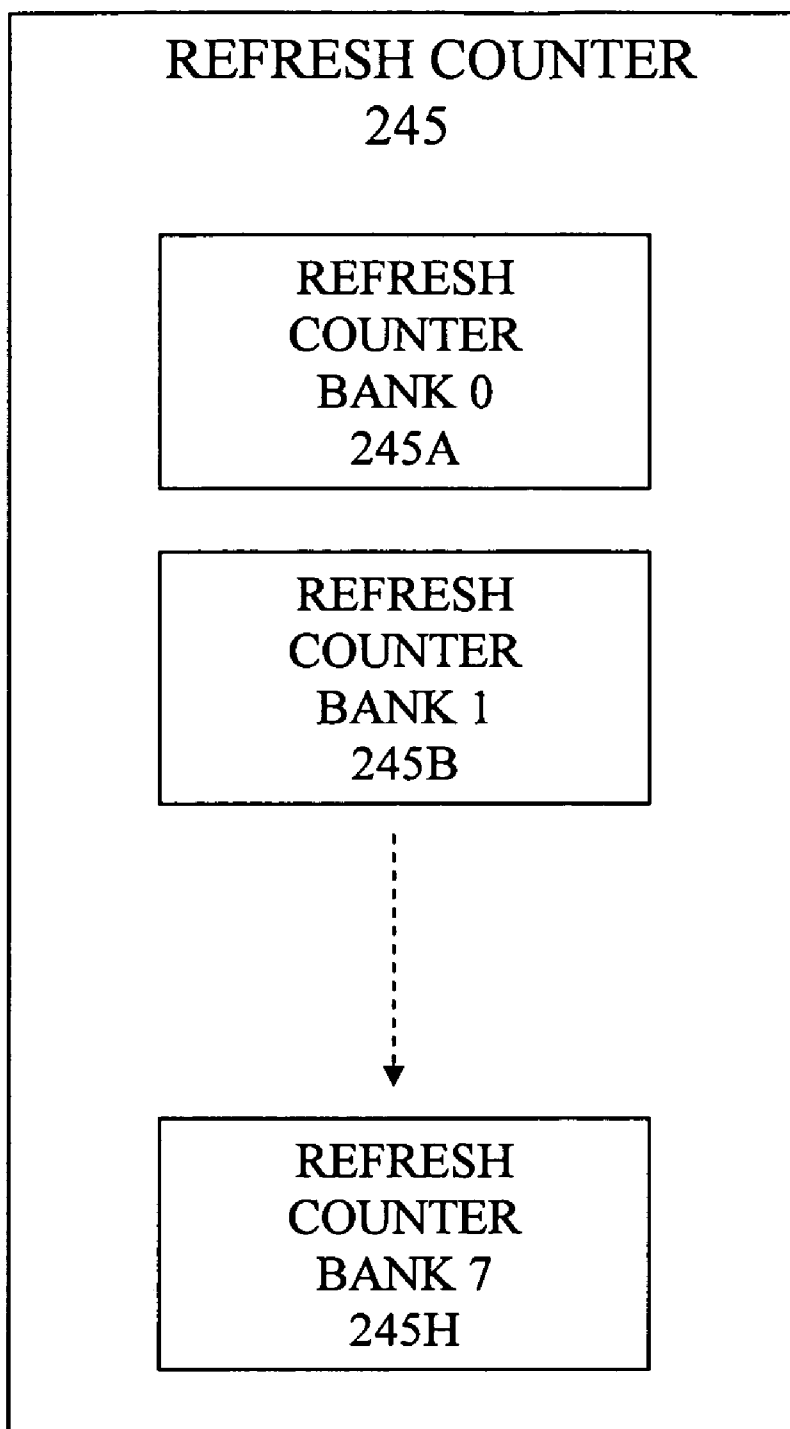 REFRESH COUNTER
245
REFRESH
COUNTER
BANK 0
245A
REFRESH
COUNTER
BANK 1
245B
REFRESH
COUNTER
BANK 7
245H